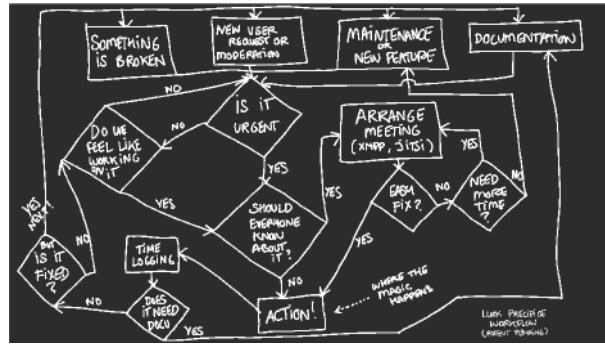 SOMETHING
IS BROKEN
NEW USER
REQUEST OR
MODERATION
MAINTENANCE
OR
NEW FEATURE
DOCUMENTATION
NO
IS IT
URGENT
NO
DO WE
FEEL LIKE
WORKING
ON IT
YES
YES
SHOULD
EVERYONE
KNOW
ABOUT
IT?
ARRANGE
MEETING
(XMPP, JITSI)
YES
YES
NO
EASY
FIX?
NO
NEED
MORE
TIME
?
YES
YES
NEXT!
BUT
IS IT
FIXED
?
NO
TIME
LOGGING
NO
DOES
IT NEED
DOCU
YES
NO
ACTION!
WHERE THE
MAGIC
HAPPENS
WORKFLOW